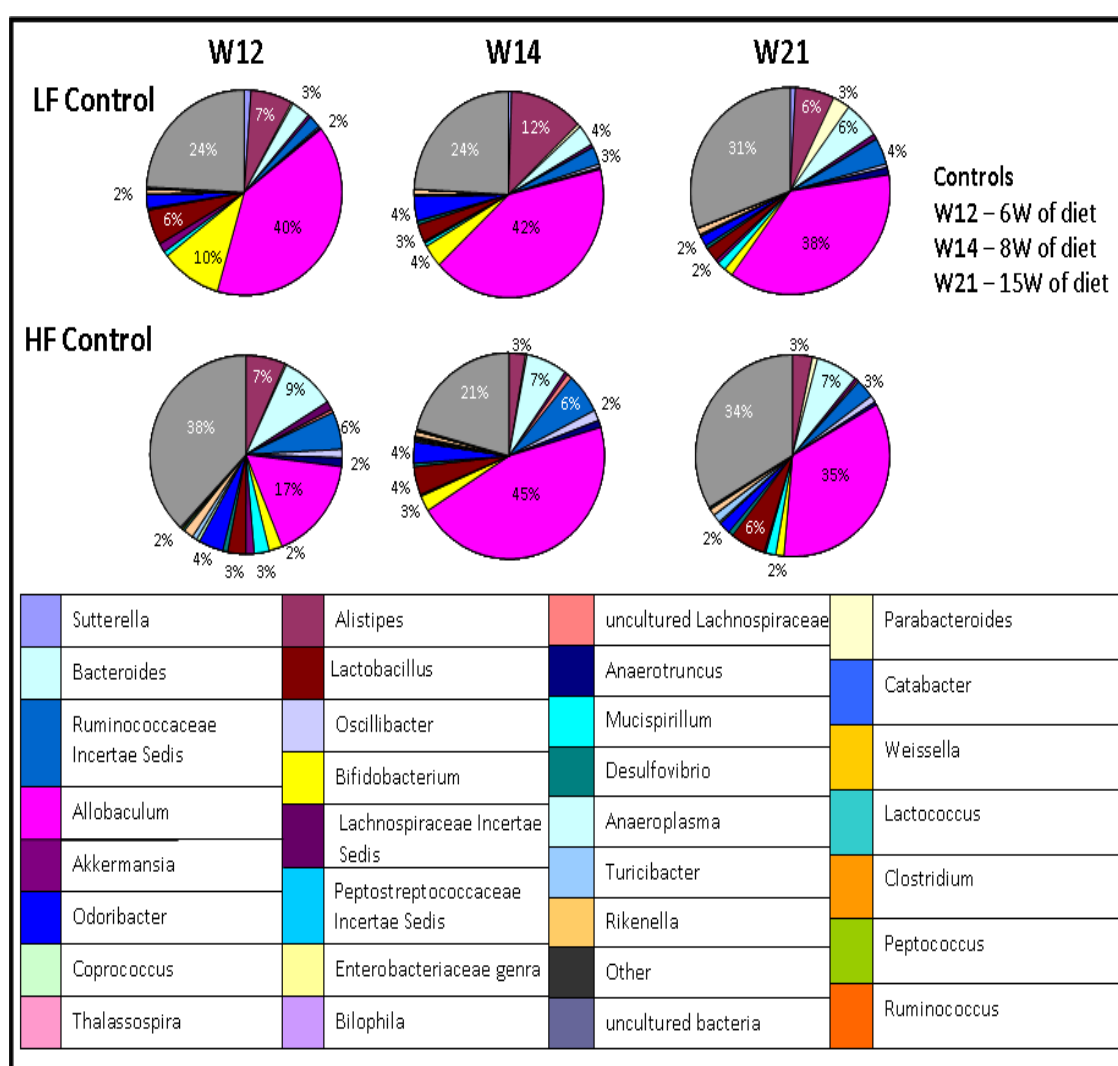 W12
W14
W21
LF Control
7%
3%
2%
40%
10%
6%
2%
24%
12%
4%
3%
42%
4%
3%
4%
24%
6%
3%
6%
4%
38%
2%
2%
31%
Controls
W12 – 6W of diet
W14 – 8W of diet
W21 – 15W of diet
HF Control
7%
9%
6%
2%
17%
2%
3%
3%
4%
2%
38%
3%
7%
6%
2%
45%
3%
4%
4%
21%
3%
7%
3%
35%
2%
6%
2%
34%
Sutterella
Bacteroides
Ruminococcaceae
Incertae Sedis
Allobaculum
Akkermansia
Odoribacter
Coprococcus
Thalassospira
Alistipes
Lactobacillus
Oscillibacter
Bifidobacterium
Lachnospiraceae Incertae
Sedis
Peptostreptococcaceae
Incertae Sedis
Enterobacteriaceae genra
Bilophila
uncultured Lachnospiraceae
Anaerotruncus
Mucispirillum
Desulfovibrio
Anaeroplasma
Turicibacter
Rikenella
Other
uncultured bacteria
Parabacteroides
Catabacter
Weissella
Lactococcus
Clostridium
Peptococcus
Ruminococcus